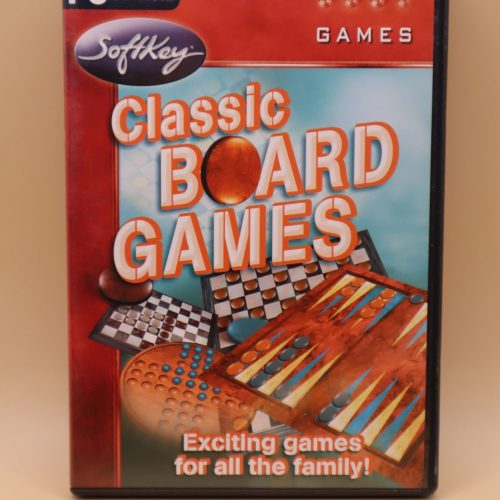 GAMES
SoftKey
Classic
BOARD
GAMES
Exciting games
for all the family!